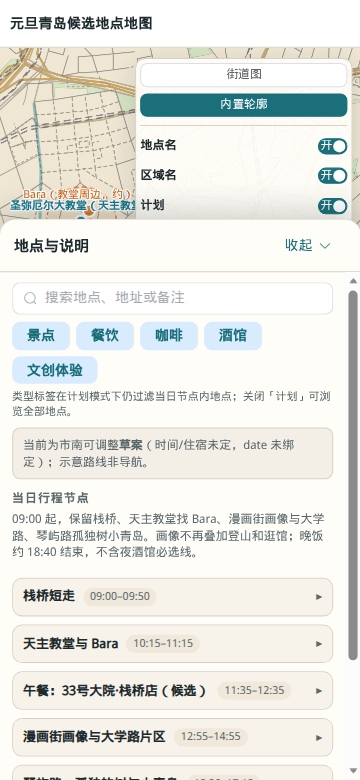 元旦青岛候选地点地图
街道图
内置轮廓
地点名 开
区域名 开
计划 开
Bara（教堂周边，约）
圣弥厄尔大教堂（天主教
地点与说明 收起
搜索地点、地址或备注
景点 餐饮 咖啡 酒馆
文创体验
类型标签在计划模式下仍过滤当日节点内地点；关闭「计划」可浏
览全部地点。
当前为市南可调整草案（时间/住宿未定，date 未绑
定）；示意路线非导航。
当日行程节点
09:00 起，保留栈桥、天主教堂找 Bara、漫画街画像与大学
路、琴屿路孤独树小青岛。画像不再叠加登山和逛馆；晚饭
约 18:40 结束，不含夜酒馆必选线。
栈桥短走 09:00–09:50
天主教堂与 Bara 10:15–11:15
午餐：33号大院·栈桥店（候选） 11:35–12:35
漫画街画像与大学路片区 12:55–14:55